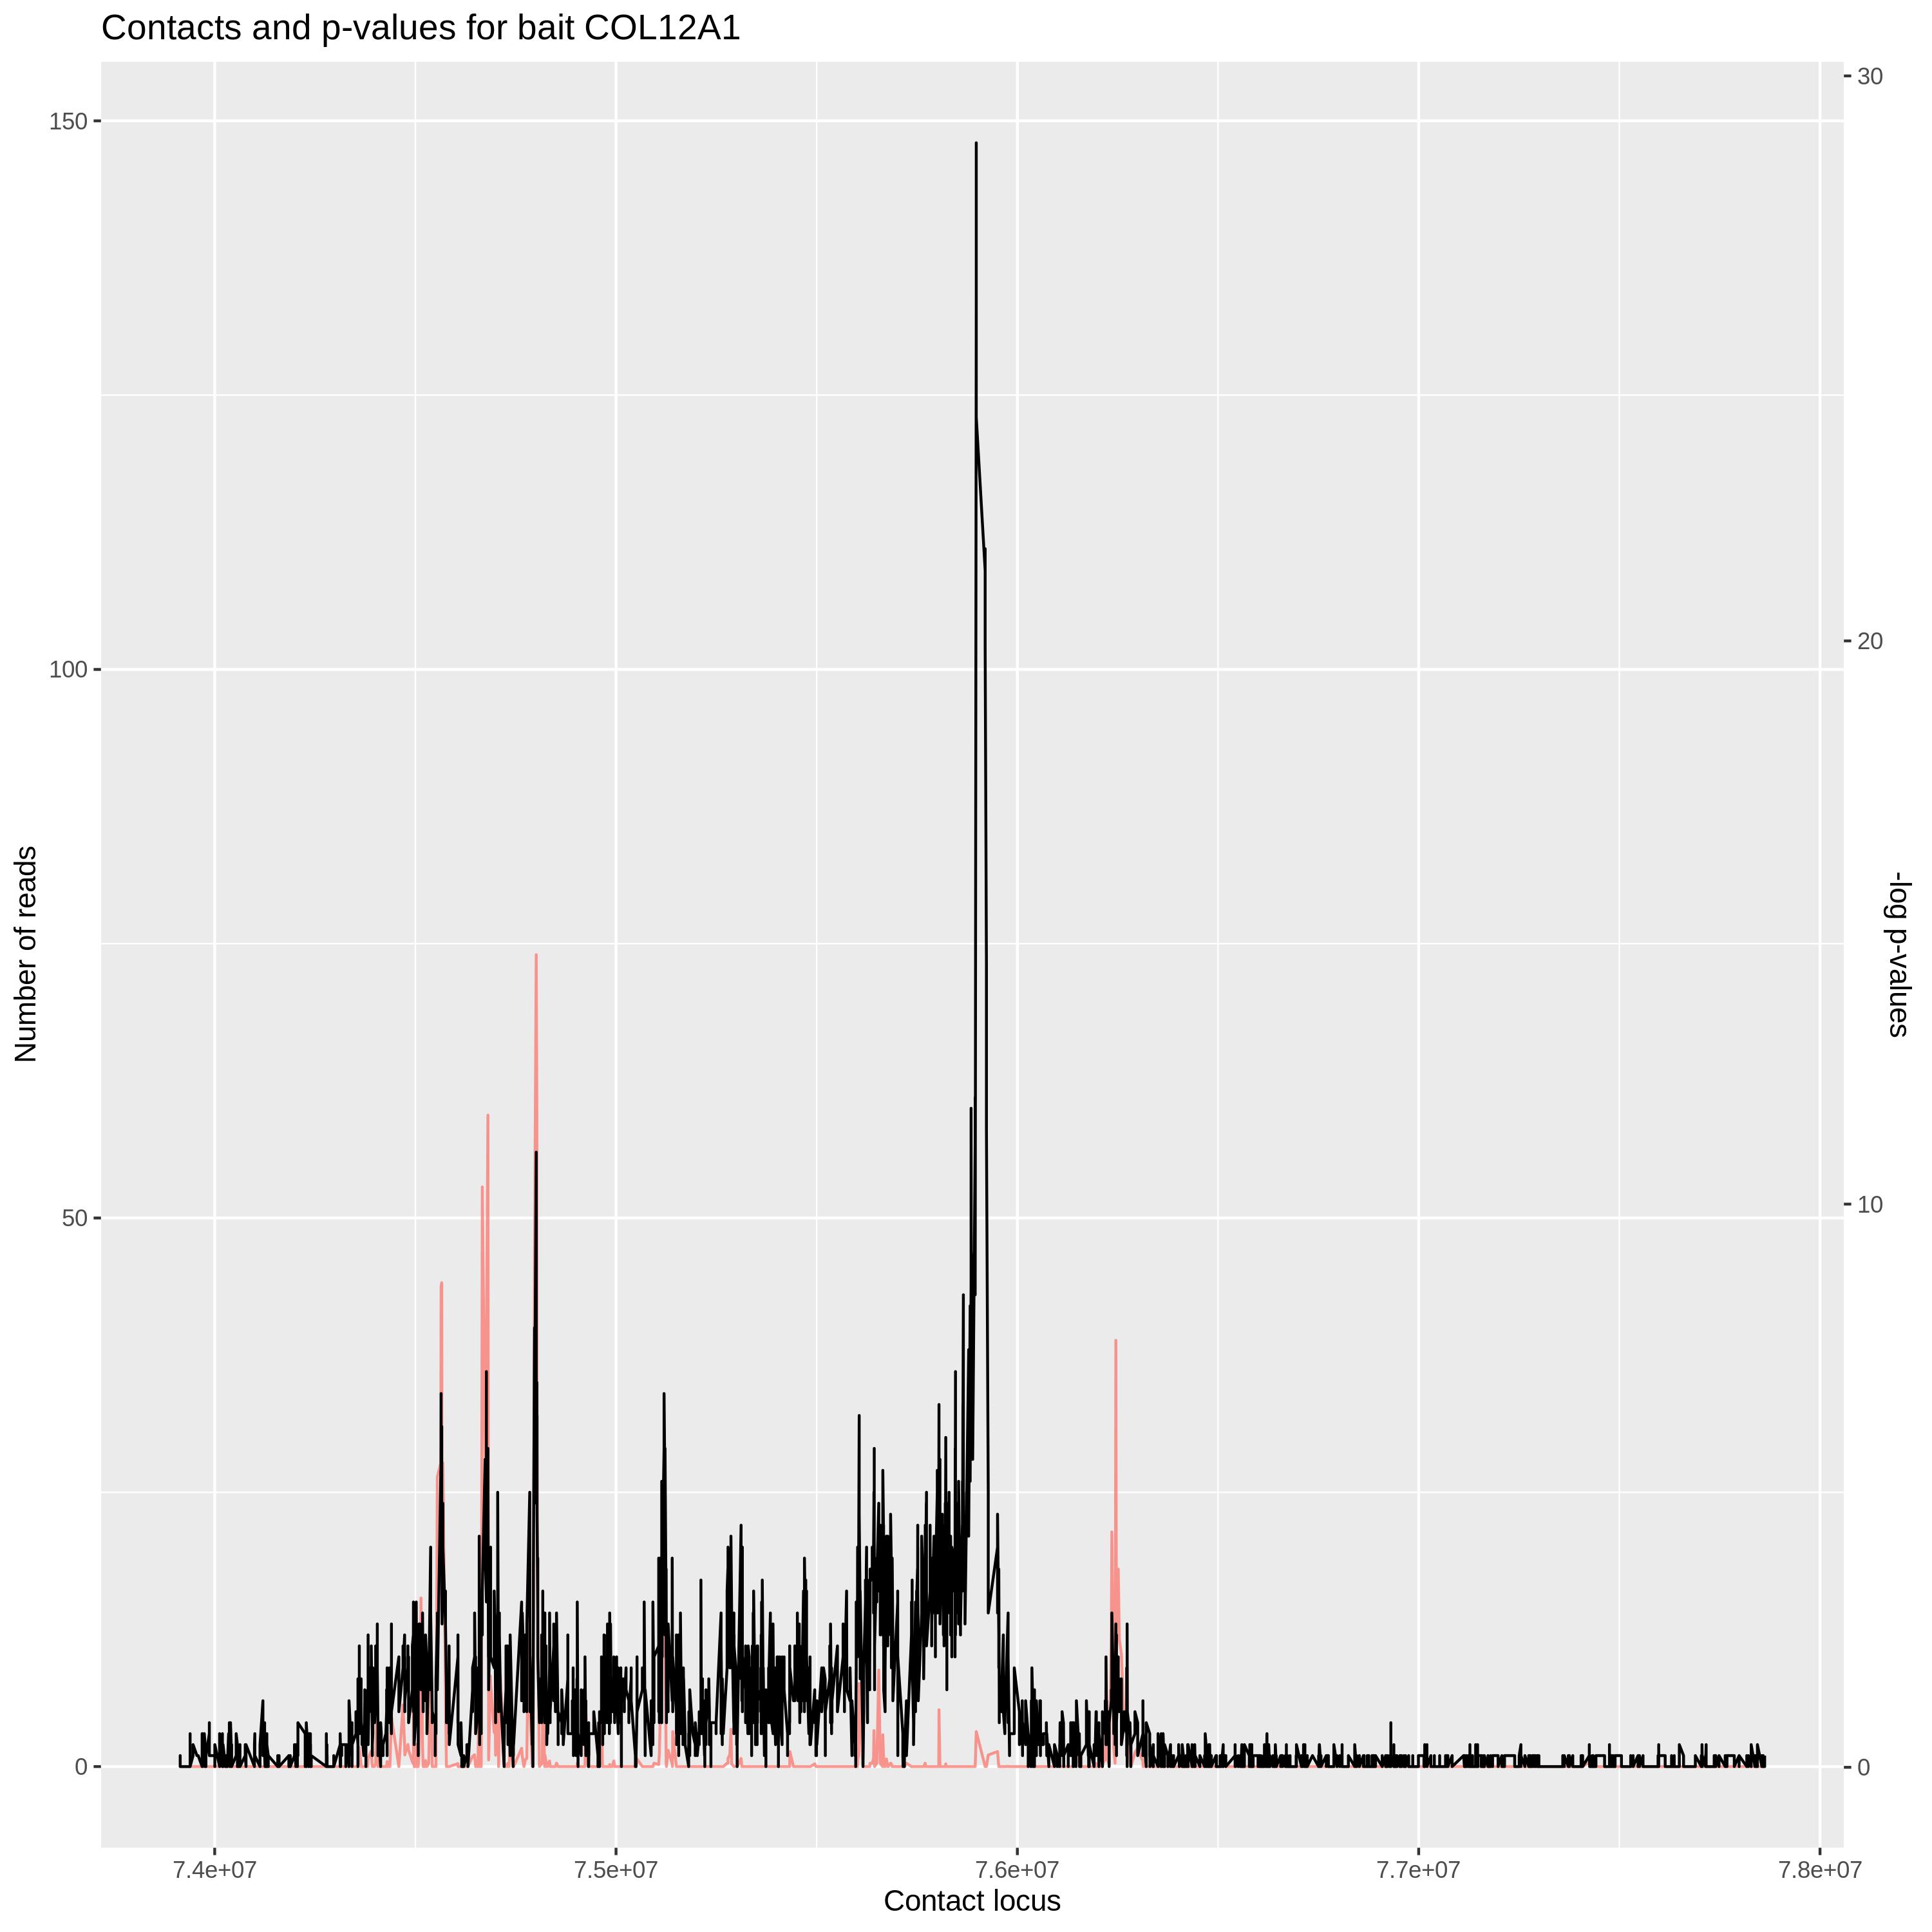 Contacts and p-values for bait COL12A1
150
100
50
0
30
20
10
0
Number of reads
-log p-values
7.4e+07
7.5e+07
7.6e+07
7.7e+07
7.8e+07
Contact locus